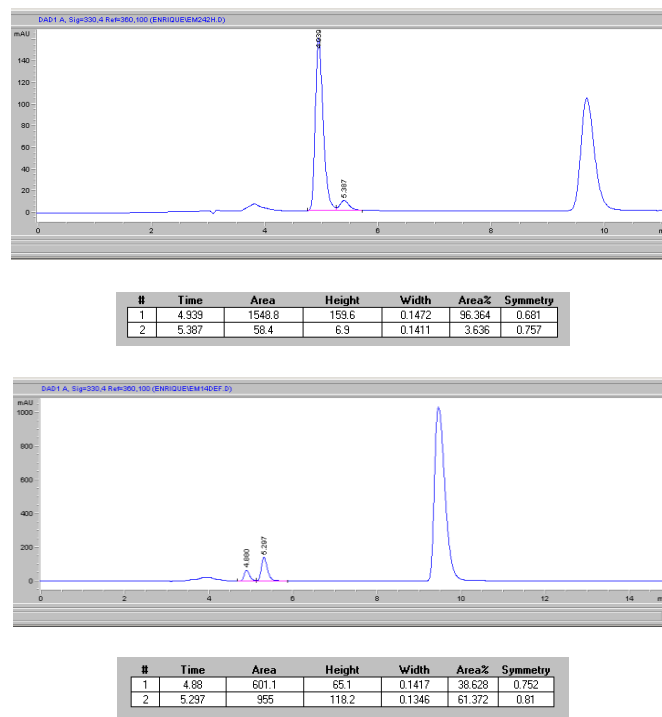 DAD1 A, Sig=330,4 Ref=360,100 (ENRIQUE\EM242H.D)
mAU
140
120
100
80
60
40
20
0
4.939
5.387
0 2 4 6 8 10 m
# Time Area Height Width Area% Symmetry
1 4.939 1548.8 159.6 0.1472 96.364 0.681
2 5.387 58.4 6.9 0.1411 3.636 0.757
DAD1 A, Sig=330,4 Ref=360,100 (ENRIQUE\EM14DEF.D)
mAU
1000
800
600
400
200
0
4.880
5.297
0 2 4 6 8 10 12 14 m
# Time Area Height Width Area% Symmetry
1 4.88 601.1 65.1 0.1417 38.628 0.752
2 5.297 955 118.2 0.1346 61.372 0.81